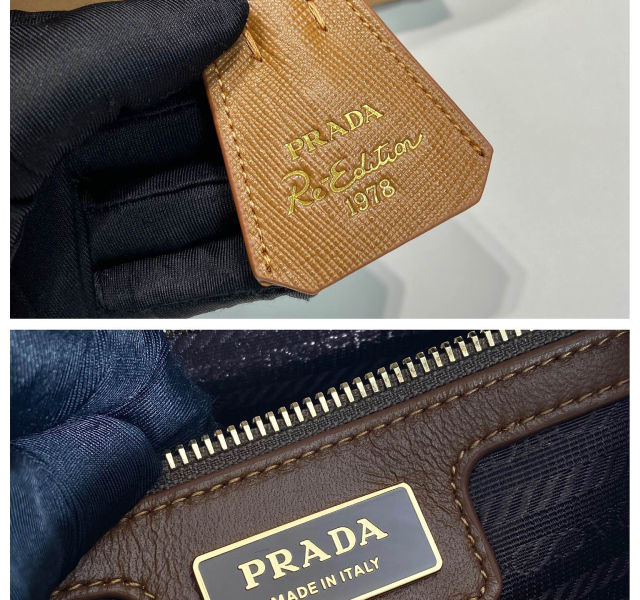 PRADA
Re-Edition
1978
PRADA
MADE IN ITALY